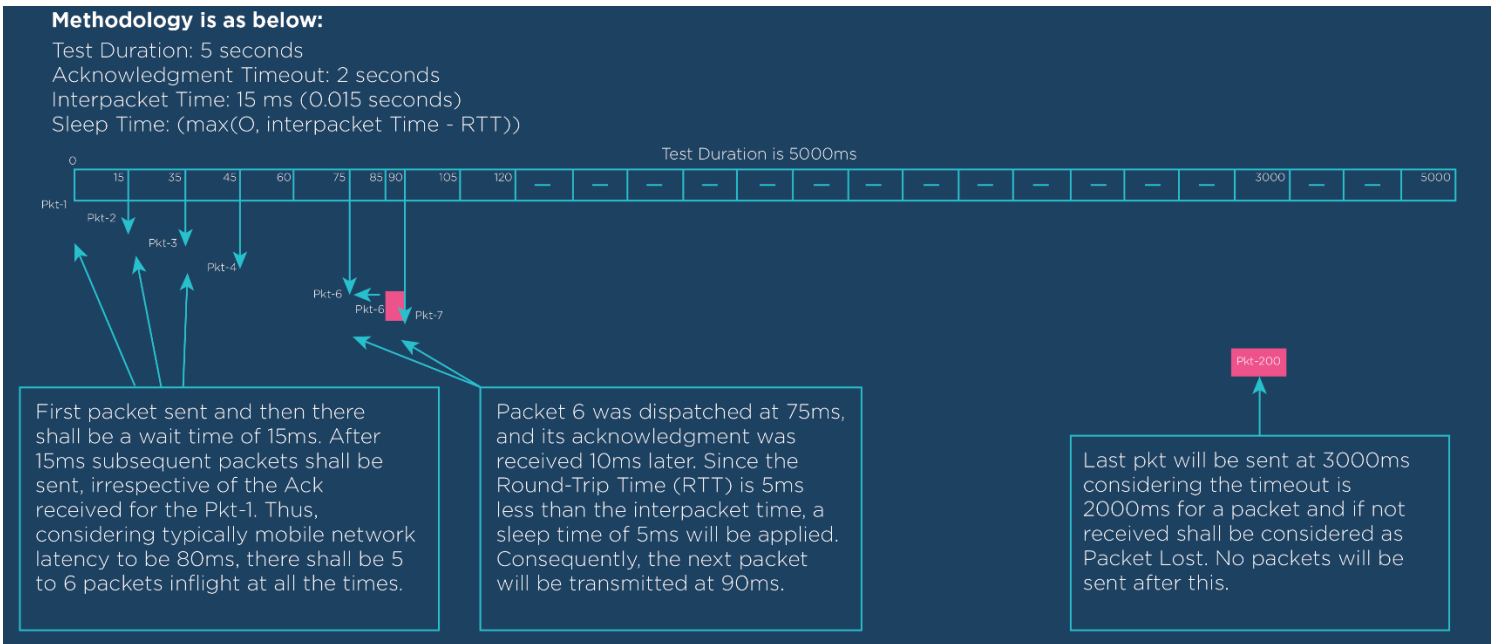 Methodology is as below:
Test Duration: 5 seconds
Acknowledgment Timeout: 2 seconds
Interpacket Time: 15 ms (0.015 seconds)
Sleep Time: (max(O, interpacket Time - RTT))
Test Duration is 5000ms
0
15 35 45 60 75 85 90 105 120 — — — — — — — — — — — — — 3000 — — 5000
Pkt-1
Pkt-2
Pkt-3
Pkt-4
Pkt-6
Pkt-6
Pkt-7
Pkt-200
First packet sent and then there
shall be a wait time of 15ms. After
15ms subsequent packets shall be
sent, irrespective of the Ack
received for the Pkt-1. Thus,
considering typically mobile network
latency to be 80ms, there shall be 5
to 6 packets inflight at all the times.
Packet 6 was dispatched at 75ms,
and its acknowledgment was
received 10ms later. Since the
Round-Trip Time (RTT) is 5ms
less than the interpacket time, a
sleep time of 5ms will be applied.
Consequently, the next packet
will be transmitted at 90ms.
Last pkt will be sent at 3000ms
considering the timeout is
2000ms for a packet and if not
received shall be considered as
Packet Lost. No packets will be
sent after this.